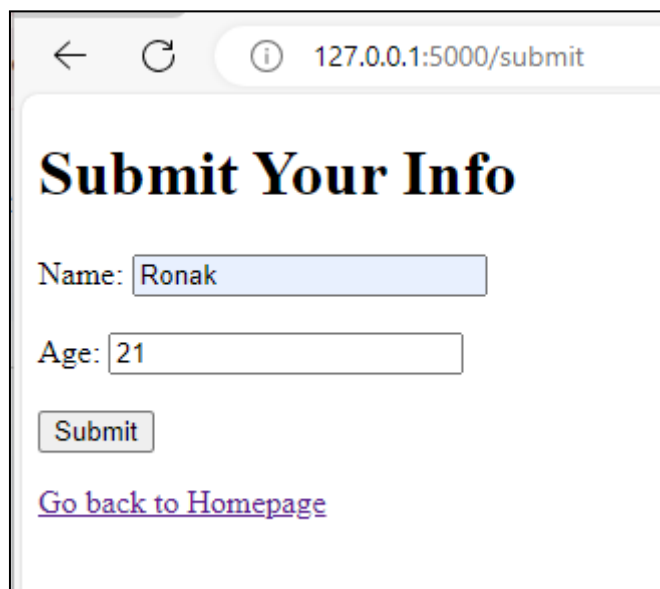 127.0.0.1:5000/submit
Submit Your Info
Name: Ronak
Age: 21
Submit
Go back to Homepage